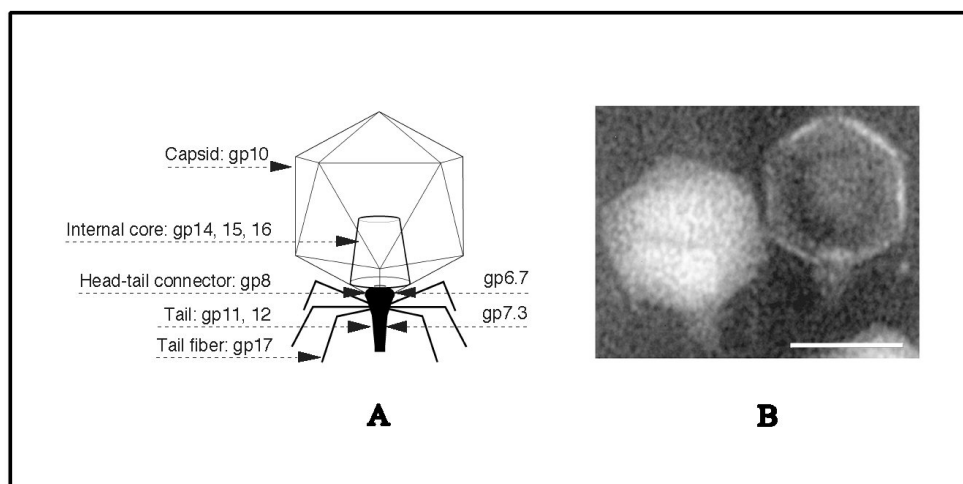 Capsid: gp10
Internal core: gp14, 15, 16
Head-tail connector: gp8
gp6.7
Tail: gp11, 12
gp7.3
Tail fiber: gp17
A
B